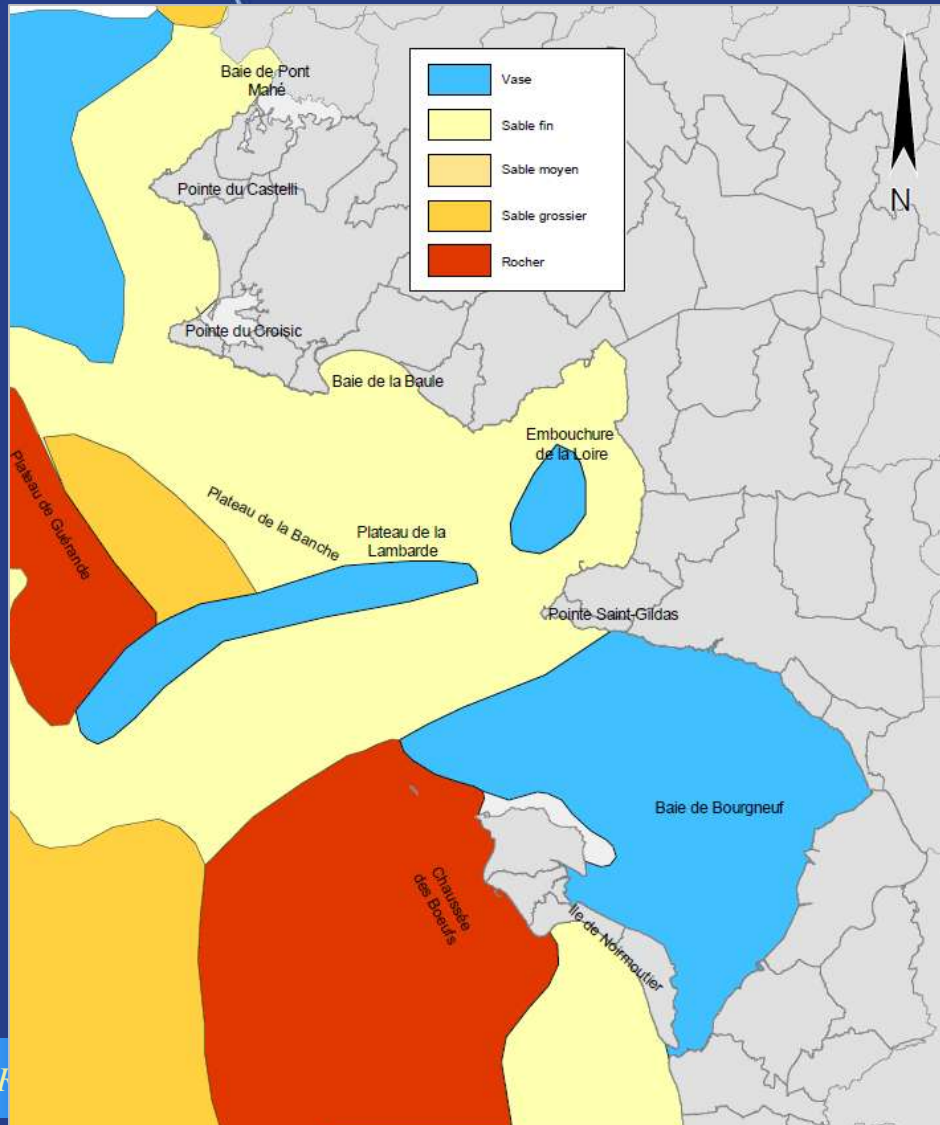 Baie de Pont
Mahé
Vase
Sable fin
Sable moyen
Sable grossier
Rocher
N
Pointe du Castelli
Pointe du Croisic
Baie de la Baule
Embouchure
de la Loire
Plateau de Guérande
Plateau de la Banche
Plateau de la
Lambarde
Pointe Saint-Gildas
Baie de Bourgneuf
Chaussée
des Boeufs
Ile de Noirmoutier